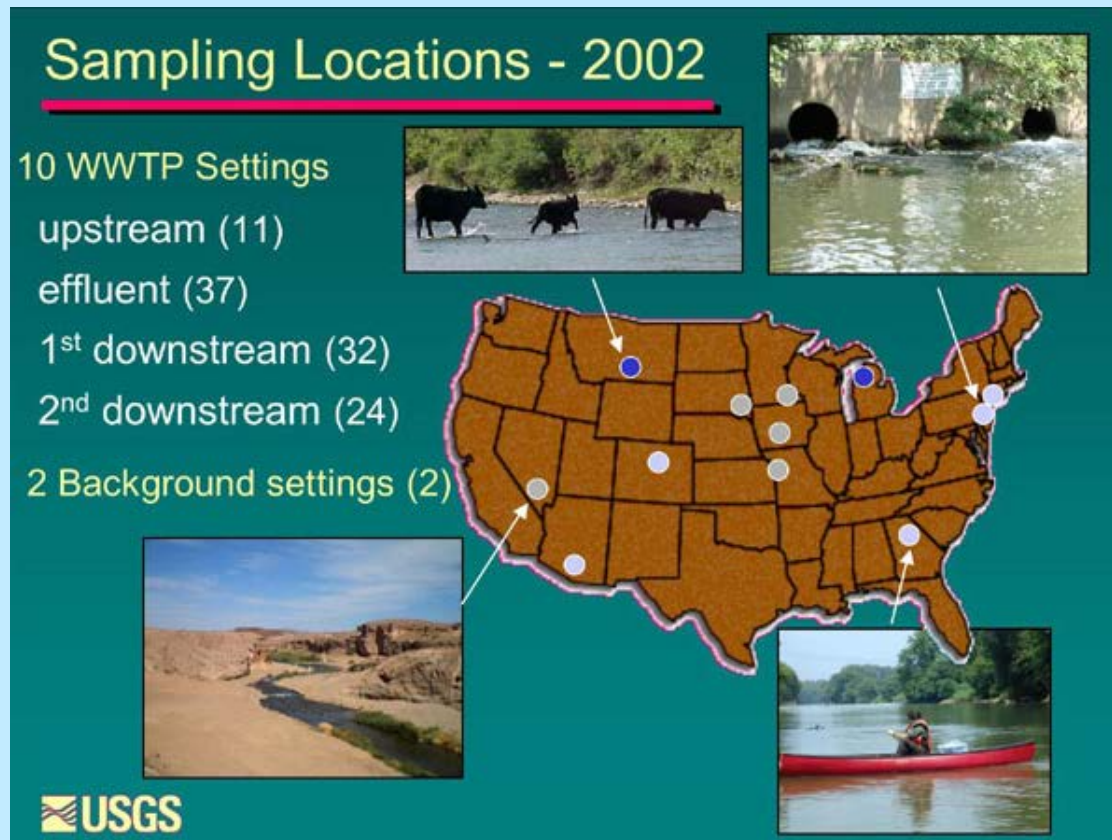 Sampling Locations - 2002
10 WWTP Settings
upstream (11)
effluent (37)
1st downstream (32)
2nd downstream (24)
2 Background settings (2)
USGS